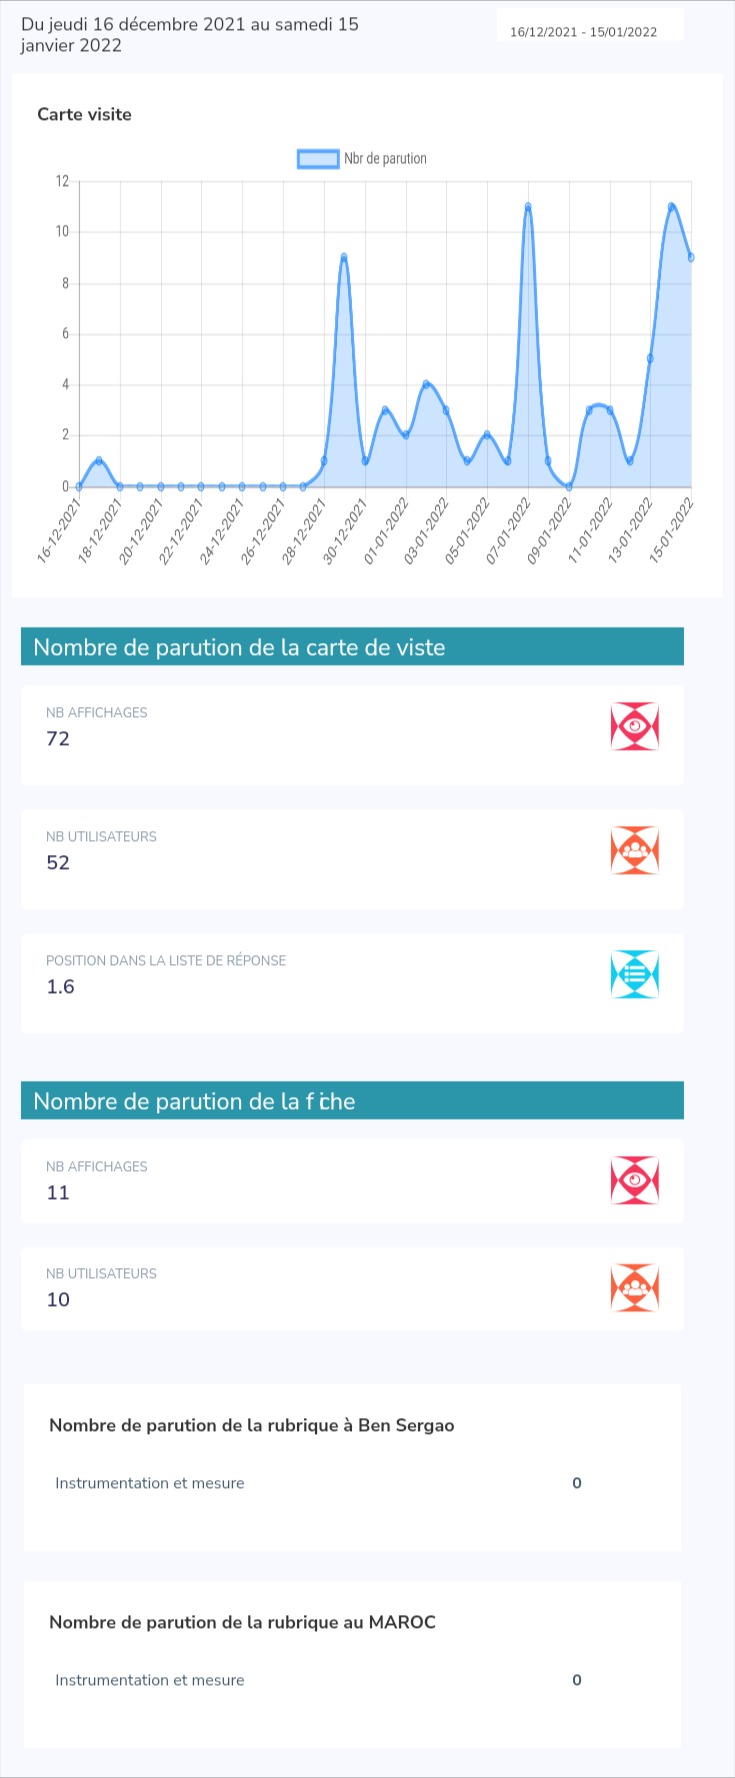 Du jeudi 16 décembre 2021 au samedi 15
janvier 2022
16/12/2021 - 15/01/2022
Carte visite
Nbr de parution
12
10
8
6
4
2
0
16-12-2021
18-12-2021
20-12-2021
22-12-2021
24-12-2021
26-12-2021
28-12-2021
30-12-2021
01-01-2022
03-01-2022
05-01-2022
07-01-2022
09-01-2022
11-01-2022
13-01-2022
15-01-2022
Nombre de parution de la carte de viste
NB AFFICHAGES
72
NB UTILISATEURS
52
POSITION DANS LA LISTE DE RÉPONSE
1.6
Nombre de parution de la fiche
NB AFFICHAGES
11
NB UTILISATEURS
10
Nombre de parution de la rubrique à Ben Sergao
Instrumentation et mesure 0
Nombre de parution de la rubrique au MAROC
Instrumentation et mesure 0